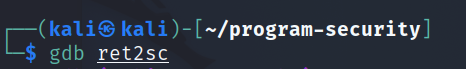 ┌──(kali㉿kali)-[~/program-security]
└─$ gdb ret2sc